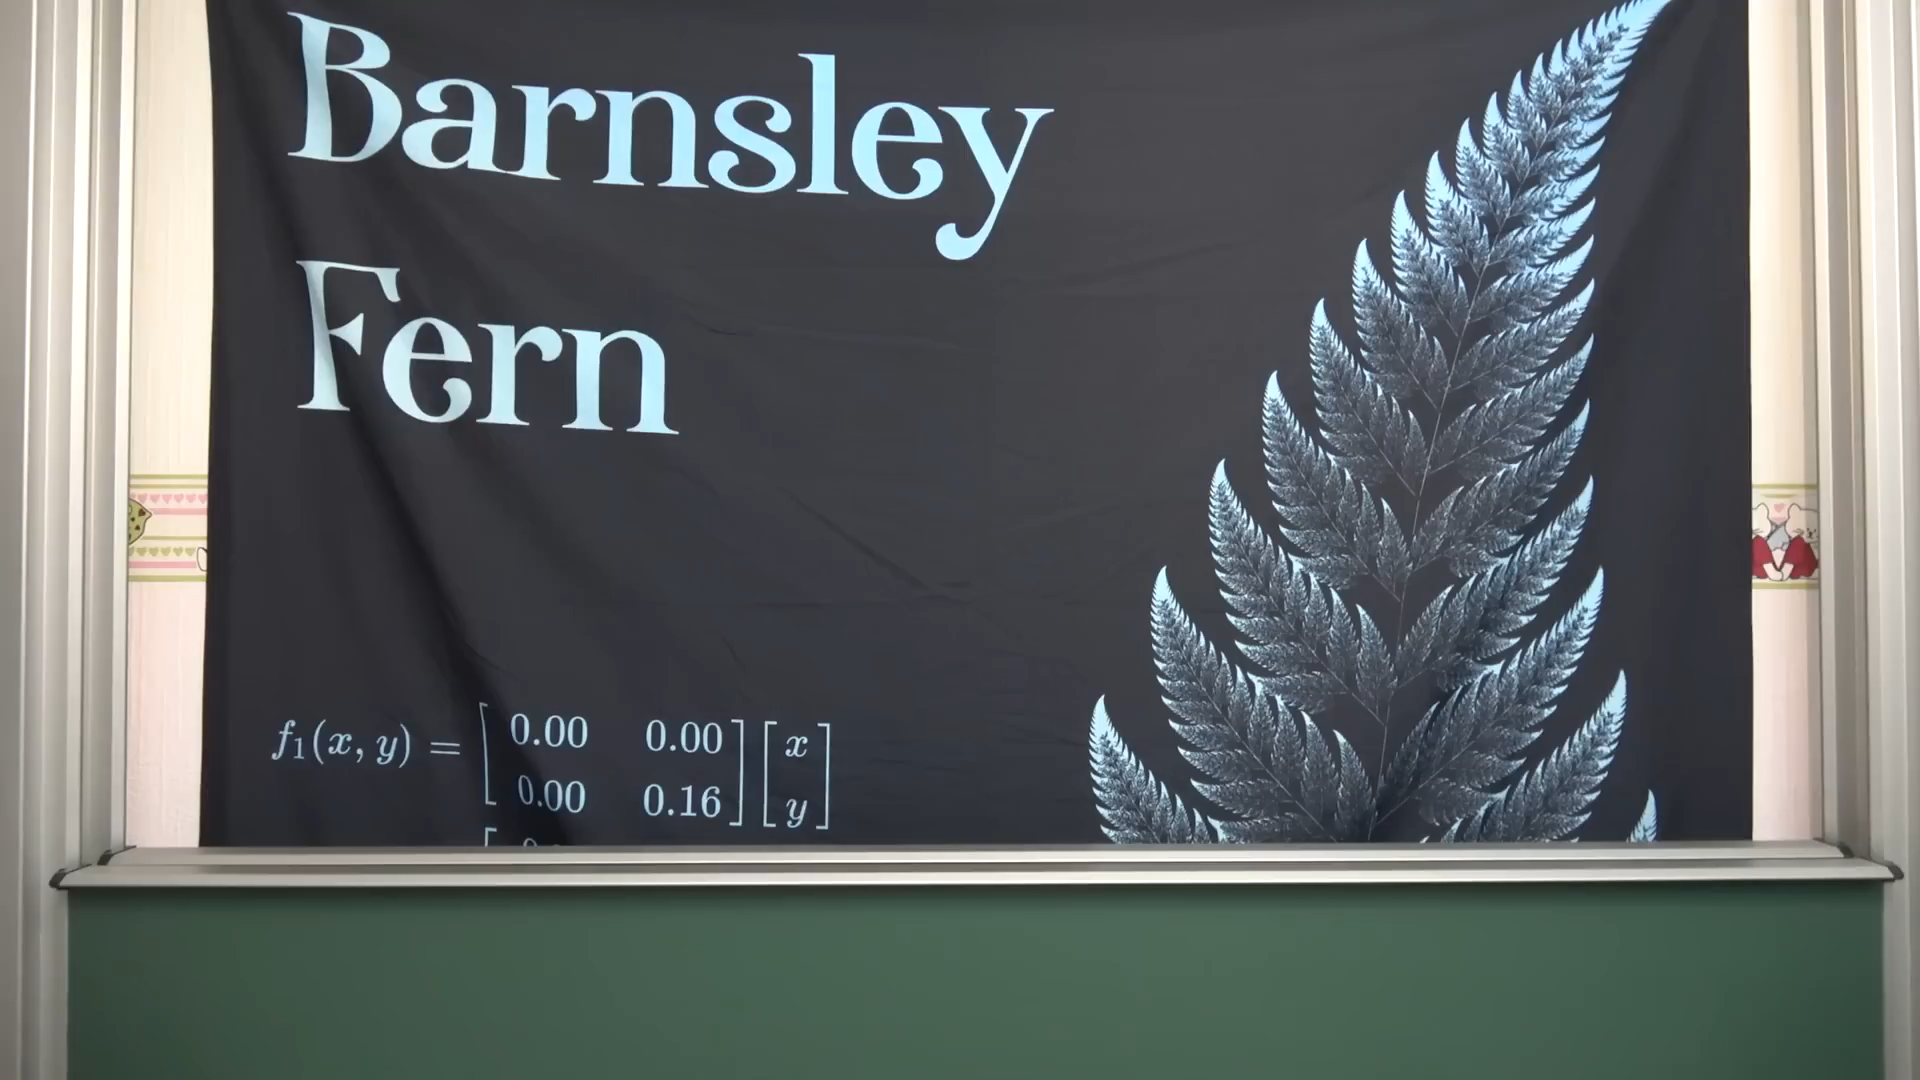 Barnsley
Fern
f₁(x, y) = [ 0.00 0.00 ] [ x ]
[ 0.00 0.16 ] [ y ]